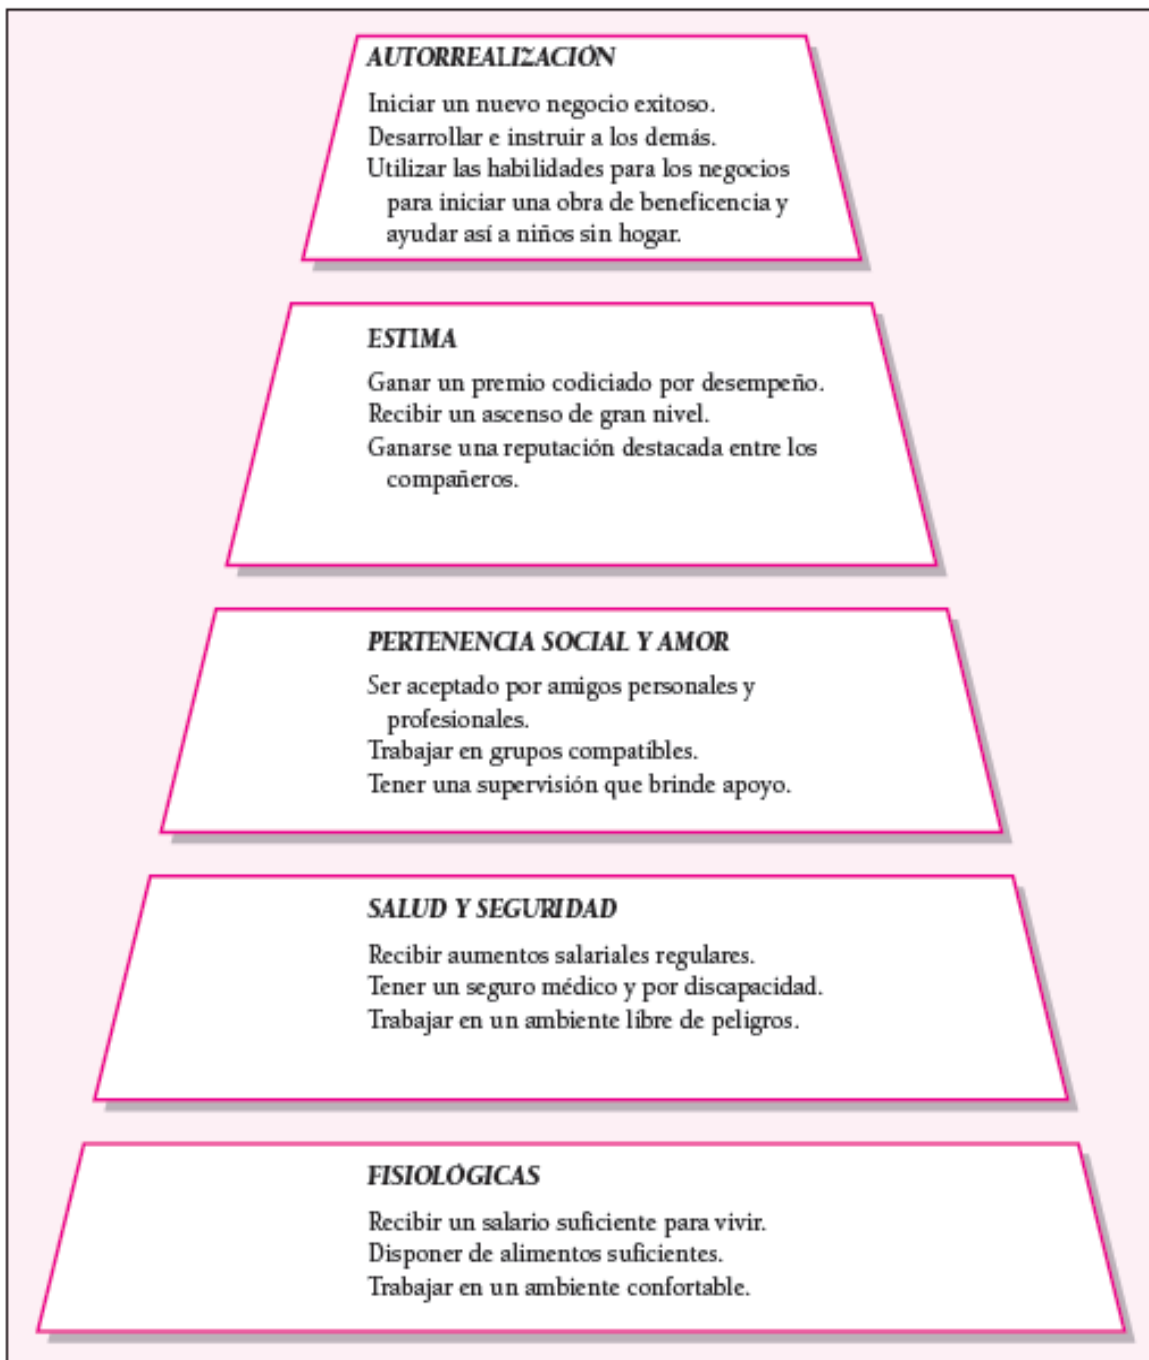 AUTORREALIZACIÓN
Iniciar un nuevo negocio exitoso.
Desarrollar e instruir a los demás.
Utilizar las habilidades para los negocios
para iniciar una obra de beneficencia y
ayudar así a niños sin hogar.
ESTIMA
Ganar un premio codiciado por desempeño.
Recibir un ascenso de gran nivel.
Ganarse una reputación destacada entre los
compañeros.
PERTENENCIA SOCIAL Y AMOR
Ser aceptado por amigos personales y
profesionales.
Trabajar en grupos compatibles.
Tener una supervisión que brinde apoyo.
SALUD Y SEGURIDAD
Recibir aumentos salariales regulares.
Tener un seguro médico y por discapacidad.
Trabajar en un ambiente libre de peligros.
FISIOLÓGICAS
Recibir un salario suficiente para vivir.
Disponer de alimentos suficientes.
Trabajar en un ambiente confortable.